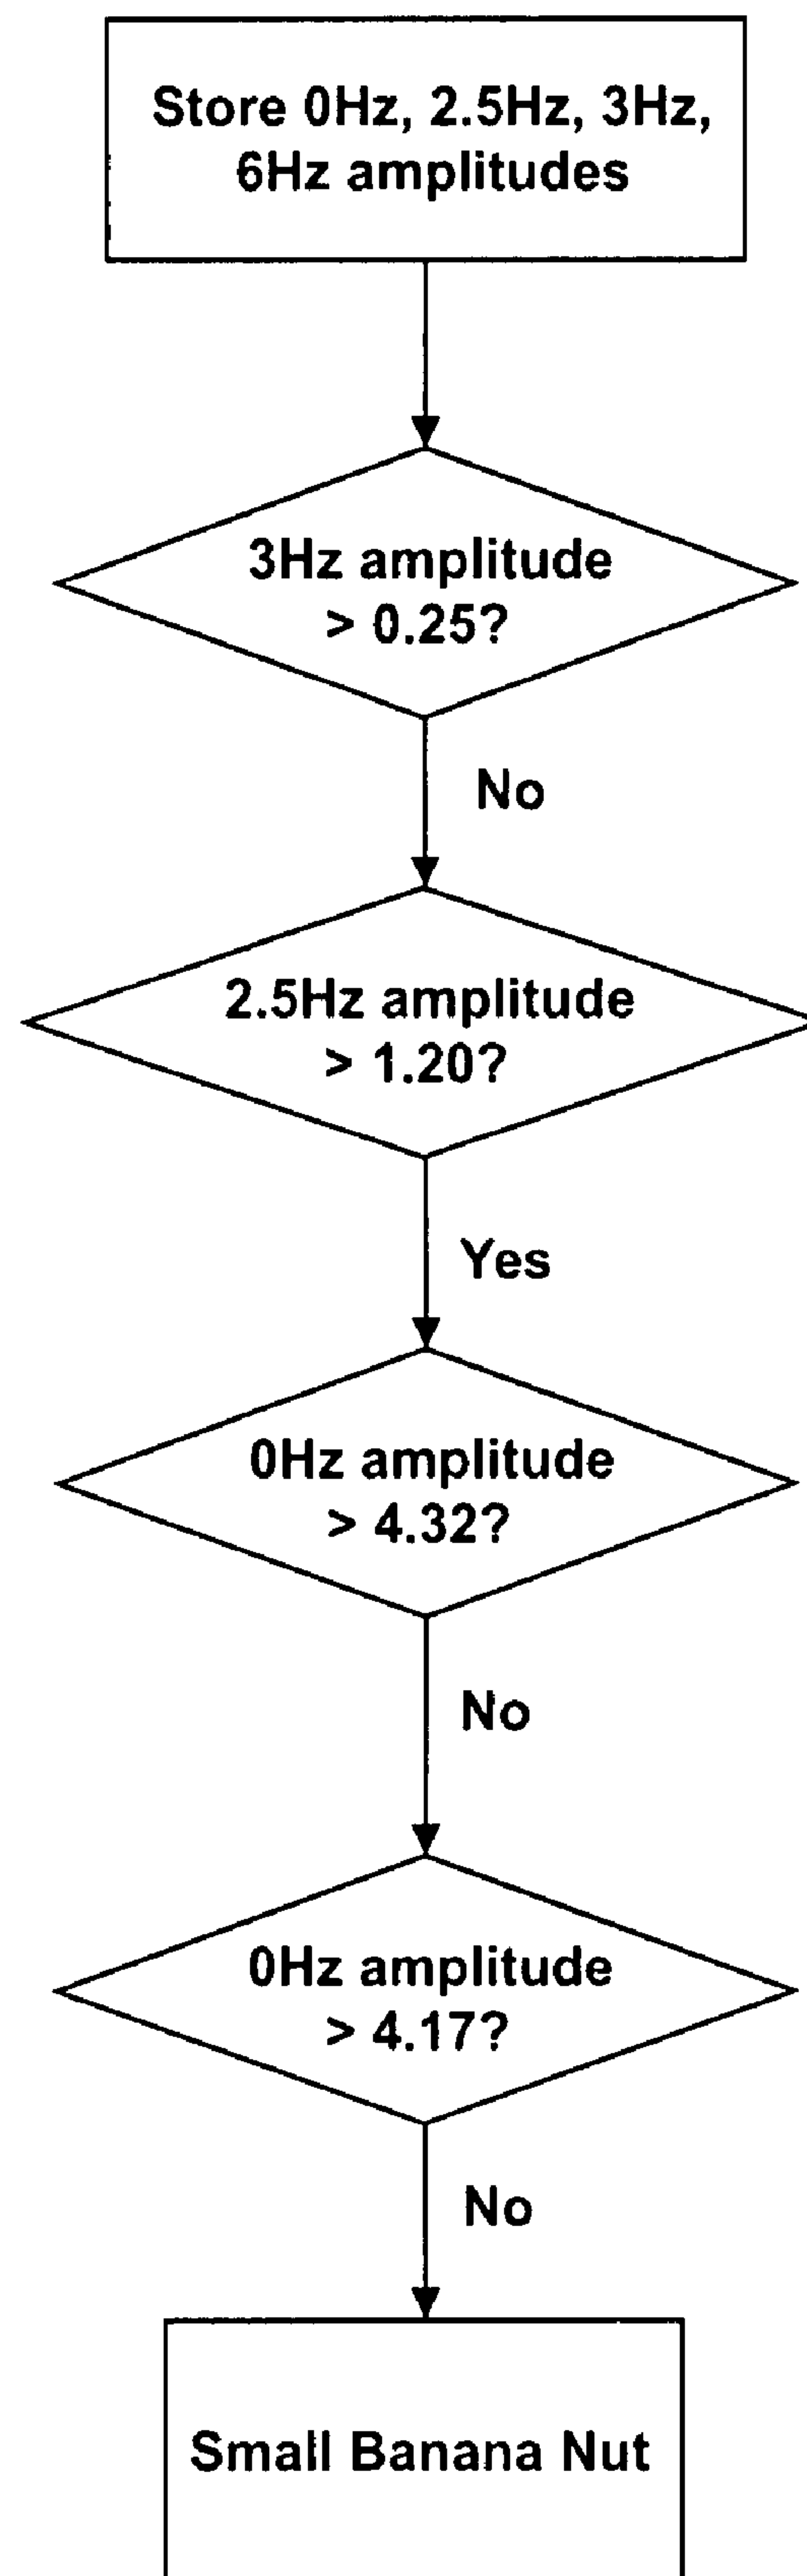 Store 0Hz, 2.5Hz, 3Hz,
6Hz amplitudes
3Hz amplitude
> 0.25?
No
2.5Hz amplitude
> 1.20?
Yes
0Hz amplitude
> 4.32?
No
0Hz amplitude
> 4.17?
No
Small Banana Nut